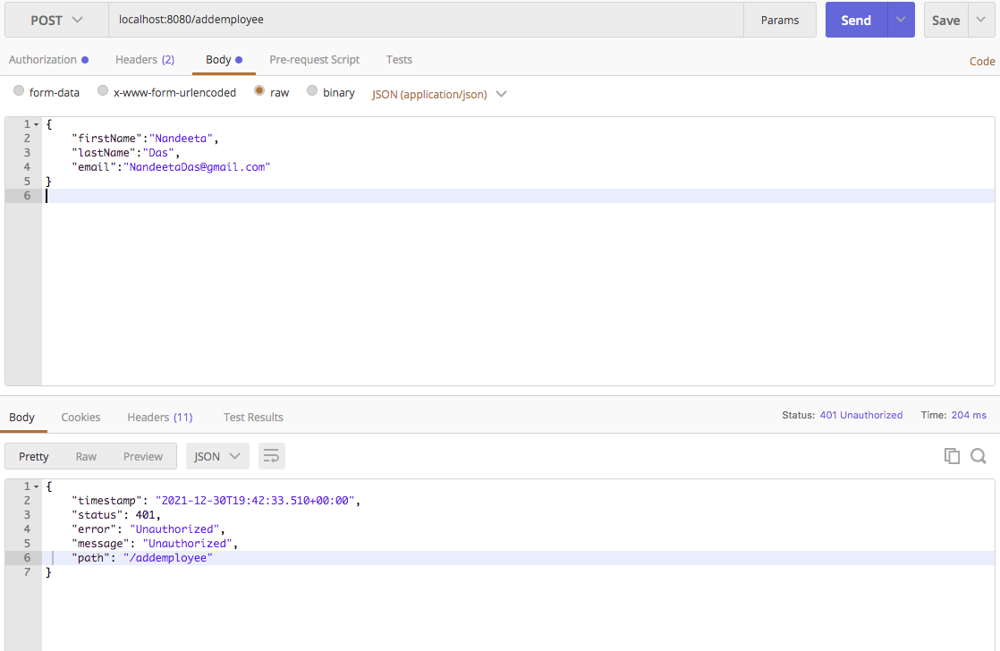 POST localhost:8080/addemployee Params Send Save
Authorization Headers (2) Body Pre-request Script Tests Code
form-data x-www-form-urlencoded raw binary JSON (application/json)
1 {
2 "firstName":"Nandeeta",
3 "lastName":"Das",
4 "email":"NandeetaDas@gmail.com"
5 }
6
Body Cookies Headers (11) Test Results Status: 401 Unauthorized Time: 204 ms
Pretty Raw Preview JSON
1 {
2 "timestamp": "2021-12-30T19:42:33.510+00:00",
3 "status": 401,
4 "error": "Unauthorized",
5 "message": "Unauthorized",
6 "path": "/addemployee"
7 }